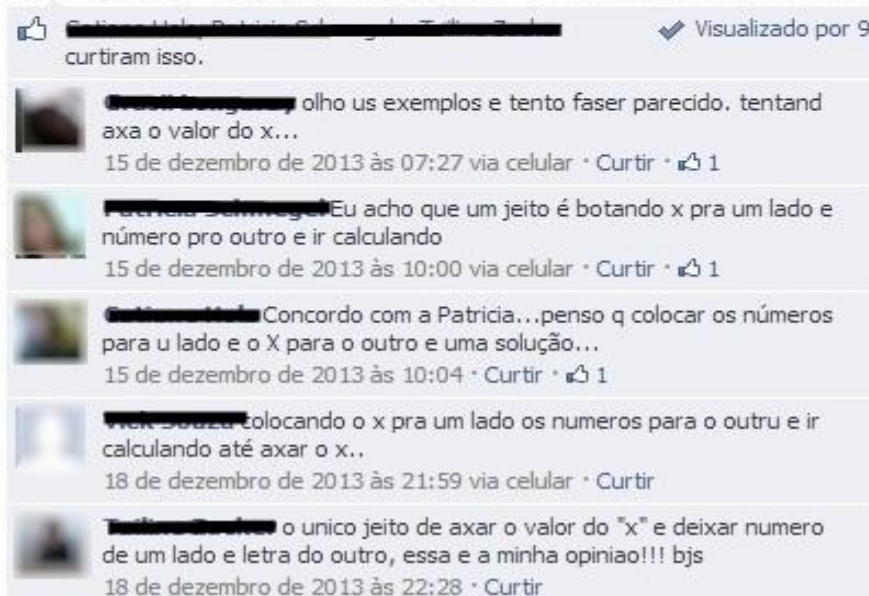 Visualizado por 9
curtiram isso.
olho us exemplos e tento faser parecido. tentand
axa o valor do x...
15 de dezembro de 2013 às 07:27 via celular · Curtir · 1
Eu acho que um jeito é botando x pra um lado e
número pro outro e ir calculando
15 de dezembro de 2013 às 10:00 via celular · Curtir · 1
Concordo com a Patricia...penso q colocar os números
para u lado e o X para o outro e uma solução...
15 de dezembro de 2013 às 10:04 · Curtir · 1
colocando o x pra um lado os numeros para o outru e ir
calculando até axar o x..
18 de dezembro de 2013 às 21:59 via celular · Curtir
o unico jeito de axar o valor do "x" e deixar numero
de um lado e letra do outro, essa e a minha opiniao!!! bjs
18 de dezembro de 2013 às 22:28 · Curtir